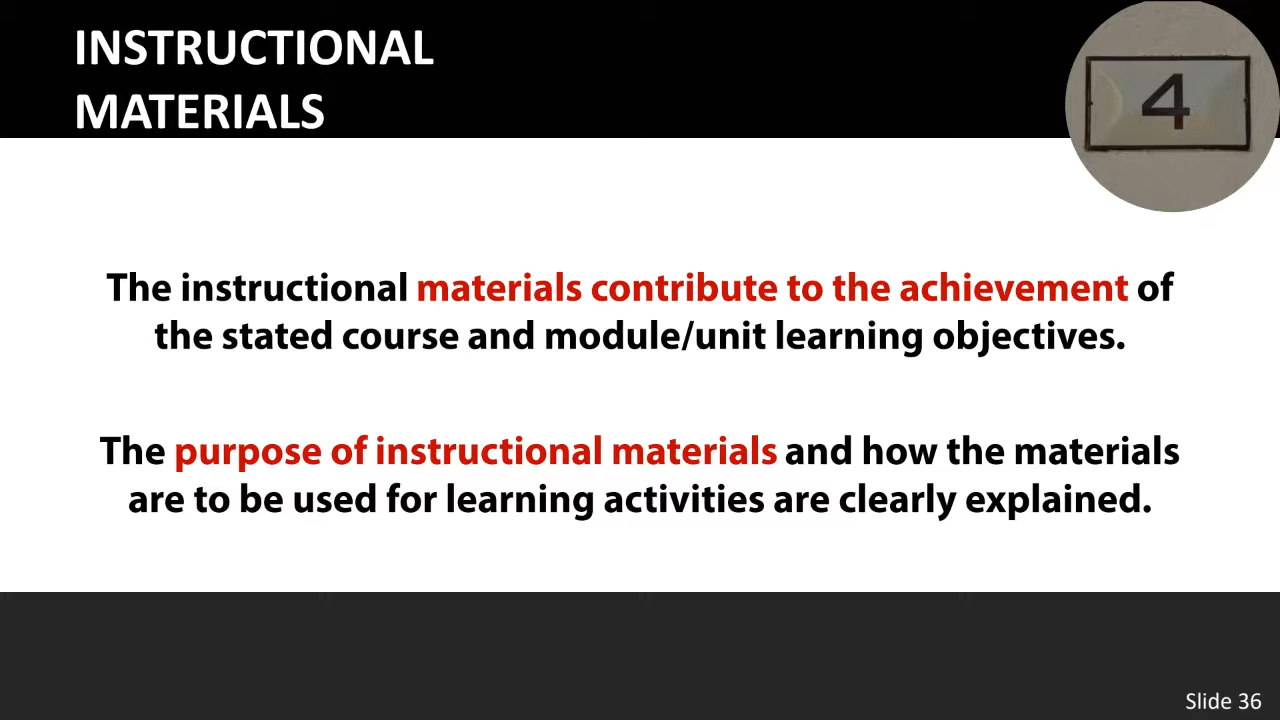 INSTRUCTIONAL
MATERIALS
4
The instructional materials contribute to the achievement of
the stated course and module/unit learning objectives.
The purpose of instructional materials and how the materials
are to be used for learning activities are clearly explained.
Slide 36